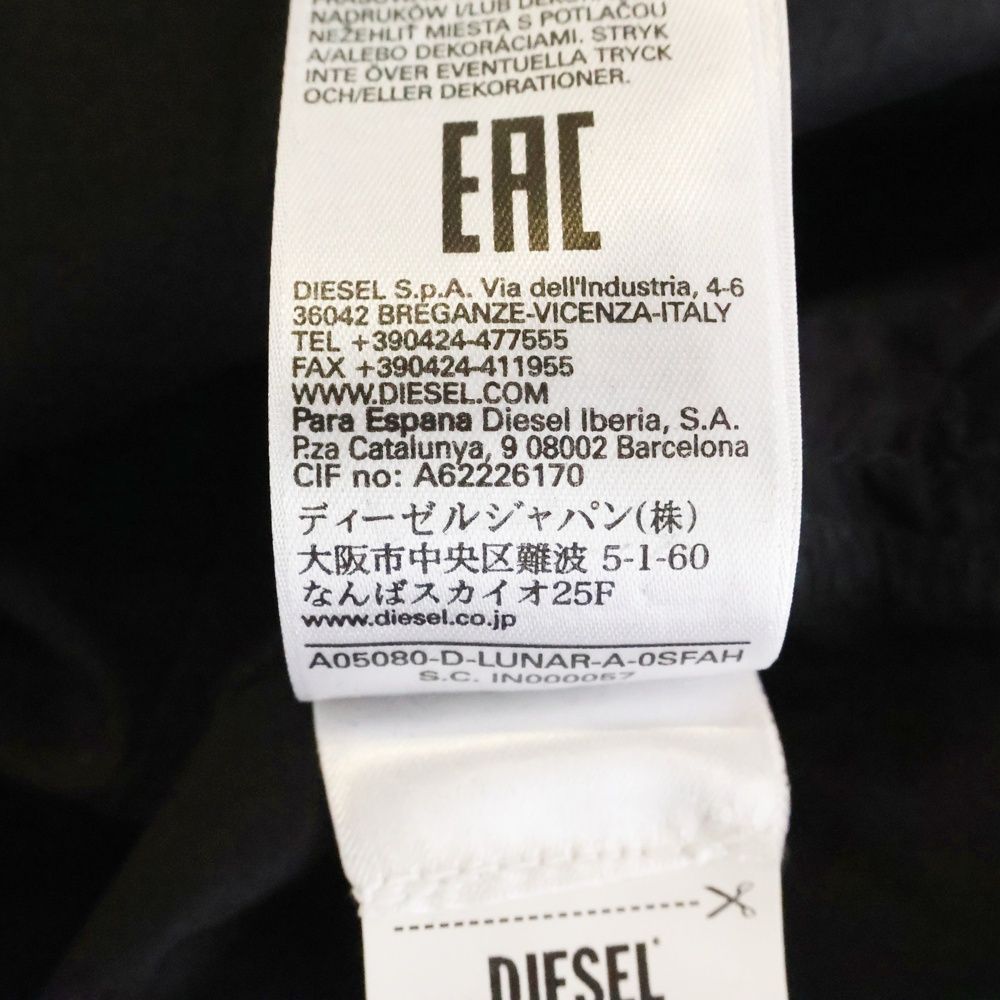 NADRUKÓW I/LUB
NEŻEHLIŤ MIESTA S POTLAČOU
A/ALEBO DEKORÁCIAMI. STRYK
INTE ÖVER EVENTUELLA TRYCK
OCH/ELLER DEKORATIONER.
EAC
DIESEL S.p.A. Via dell'Industria, 4-6
36042 BREGANZE-VICENZA-ITALY
TEL +390424-477555
FAX +390424-411955
WWW.DIESEL.COM
Para Espana Diesel Iberia, S.A.
P.za Catalunya, 9 08002 Barcelona
CIF no: A62226170
ディーゼルジャパン(株)
大阪市中央区難波 5-1-60
なんばスカイオ25F
www.diesel.co.jp
A05080-D-LUNAR-A-0SFAH
S.C. IN000057
DIESEL